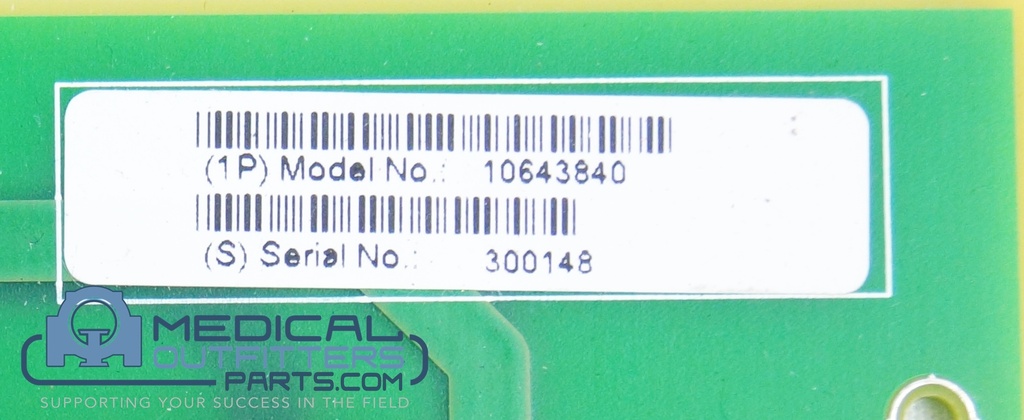 (1P) Model No.: 10643840
(S) Serial No.: 300148
MEDICAL
OUTFITTERS
PARTS.COM
SUPPORTING YOUR SUCCESS IN THE FIELD